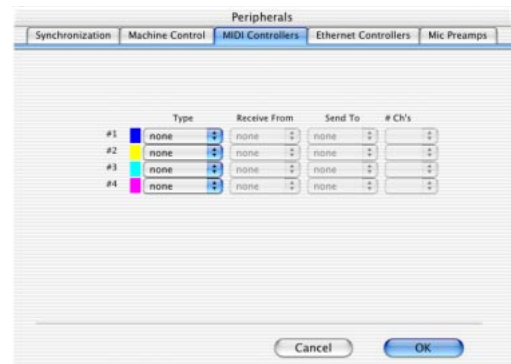 Peripherals
Synchronization Machine Control MIDI Controllers Ethernet Controllers Mic Preamps
Type Receive From Send To # Ch's
#1 none none none
#2 none none none
#3 none none none
#4 none none none
Cancel OK